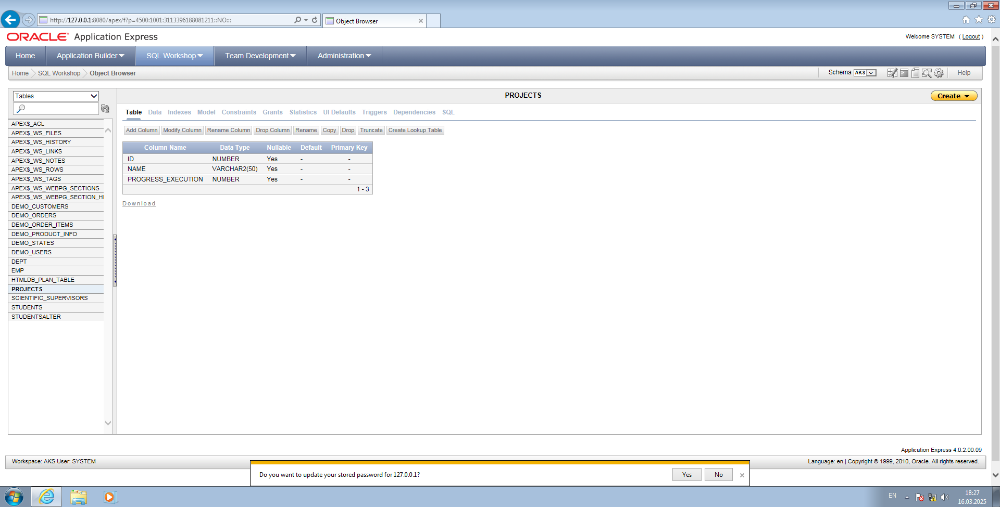 http://127.0.0.1:8080/apex/f?p=4500:1001:3113396188081211::NO:::
Object Browser
ORACLE Application Express
Welcome SYSTEM ( Logout )
Home Application Builder SQL Workshop Team Development Administration
Home SQL Workshop Object Browser
Schema AKS Help
Tables
PROJECTS
Create
Table Data Indexes Model Constraints Grants Statistics UI Defaults Triggers Dependencies SQL
Add Column Modify Column Rename Column Drop Column Rename Copy Drop Truncate Create Lookup Table
Column Name Data Type Nullable Default Primary Key
ID NUMBER Yes - -
NAME VARCHAR2(50) Yes - -
PROGRESS_EXECUTION NUMBER Yes - -
1 - 3
Download
APEX$_ACL
APEX$_WS_FILES
APEX$_WS_HISTORY
APEX$_WS_LINKS
APEX$_WS_NOTES
APEX$_WS_ROWS
APEX$_WS_TAGS
APEX$_WS_WEBPG_SECTIONS
APEX$_WS_WEBPG_SECTION_HI
DEMO_CUSTOMERS
DEMO_ORDERS
DEMO_ORDER_ITEMS
DEMO_PRODUCT_INFO
DEMO_STATES
DEMO_USERS
DEPT
EMP
HTMLDB_PLAN_TABLE
PROJECTS
SCIENTIFIC_SUPERVISORS
STUDENTS
STUDENTSALTER
Application Express 4.0.2.00.09
Workspace: AKS User: SYSTEM
Language: en | Copyright © 1999, 2010, Oracle. All rights reserved.
Do you want to update your stored password for 127.0.0.1?
Yes No
EN
18:27
16.03.2025